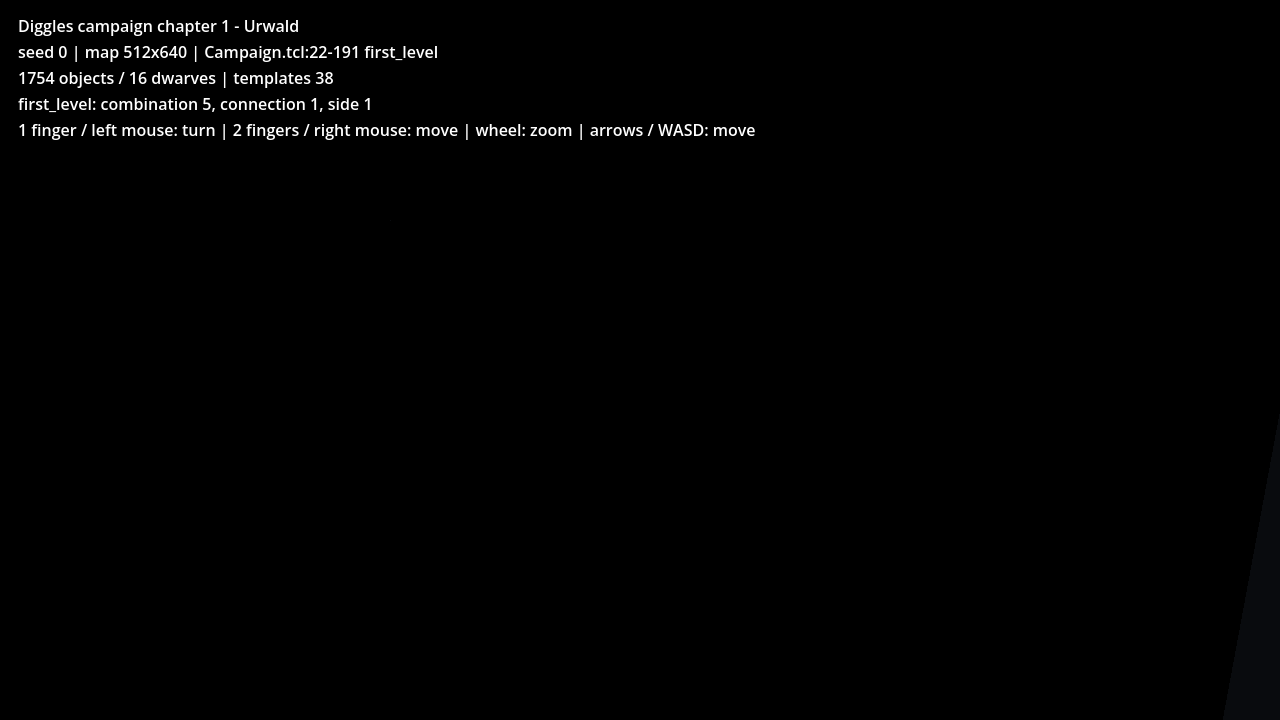 Diggles campaign chapter 1 - Urwald
seed 0 | map 512x640 | Campaign.tcl:22-191 first_level
1754 objects / 16 dwarves | templates 38
first_level: combination 5, connection 1, side 1
1 finger / left mouse: turn | 2 fingers / right mouse: move | wheel: zoom | arrows / WASD: move